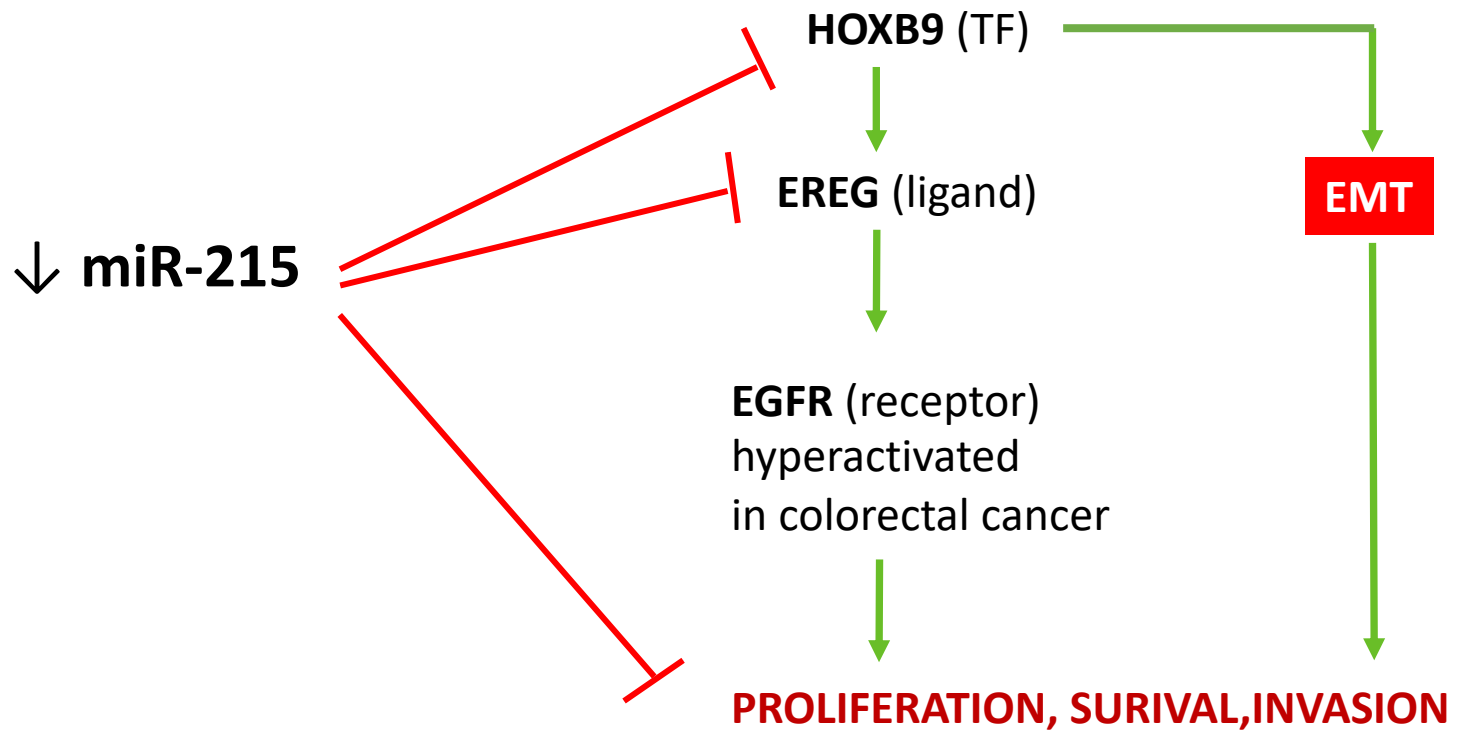 HOXB9 (TF)
EREG (ligand)
EMT
↓ miR-215
EGFR (receptor)
hyperactivated
in colorectal cancer
PROLIFERATION, SURIVAL,INVASION